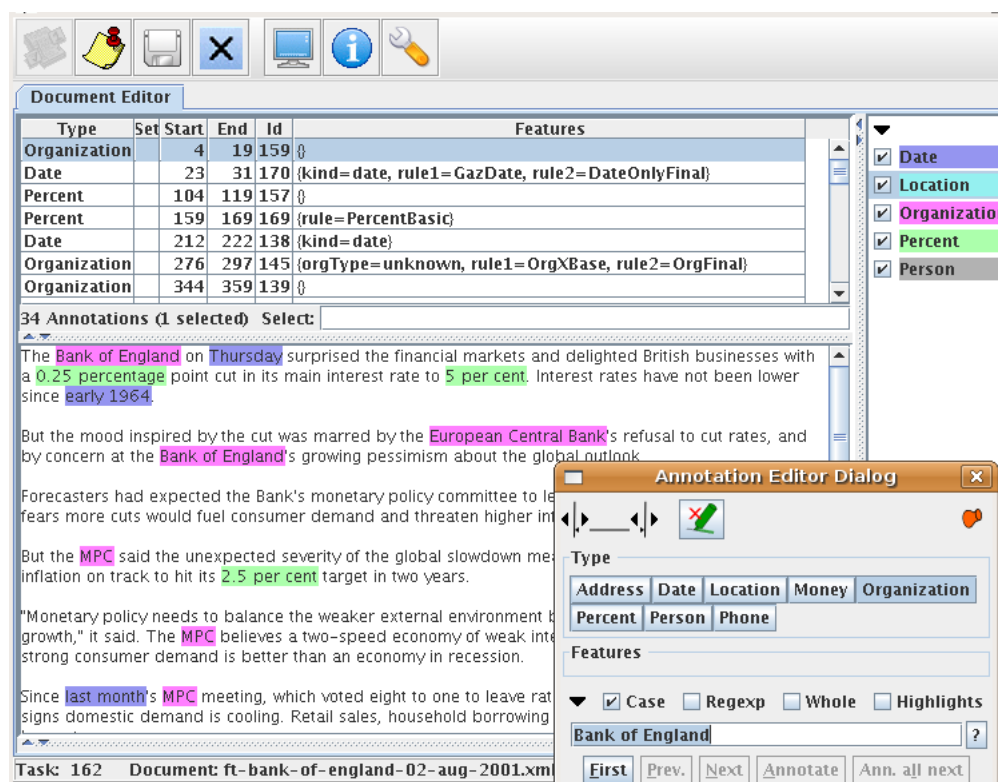 Document Editor
Type Set Start End Id Features
Organization 4 19 159 {}
Date 23 31 170 {kind=date, rule1=GazDate, rule2=DateOnlyFinal}
Percent 104 119 157 {}
Percent 159 169 169 {rule=PercentBasic}
Date 212 222 138 {kind=date}
Organization 276 297 145 {orgType=unknown, rule1=OrgXBase, rule2=OrgFinal}
Organization 344 359 139 {}
34 Annotations (1 selected) Select:
Date
Location
Organizatio
Percent
Person
The Bank of England on Thursday surprised the financial markets and delighted British businesses with
a 0.25 percentage point cut in its main interest rate to 5 per cent. Interest rates have not been lower
since early 1964.
But the mood inspired by the cut was marred by the European Central Bank's refusal to cut rates, and
by concern at the Bank of England's growing pessimism about the global outlook
Forecasters had expected the Bank's monetary policy committee to le
fears more cuts would fuel consumer demand and threaten higher in
But the MPC said the unexpected severity of the global slowdown mea
inflation on track to hit its 2.5 per cent target in two years.
"Monetary policy needs to balance the weaker external environment b
growth," it said. The MPC believes a two-speed economy of weak inte
strong consumer demand is better than an economy in recession.
Since last month's MPC meeting, which voted eight to one to leave rat
signs domestic demand is cooling. Retail sales, household borrowing
Task: 162 Document: ft-bank-of-england-02-aug-2001.xml
Annotation Editor Dialog
Type
Address Date Location Money Organization
Percent Person Phone
Features
Case Regexp Whole Highlights
Bank of England ?
First Prev. Next Annotate Ann. all next